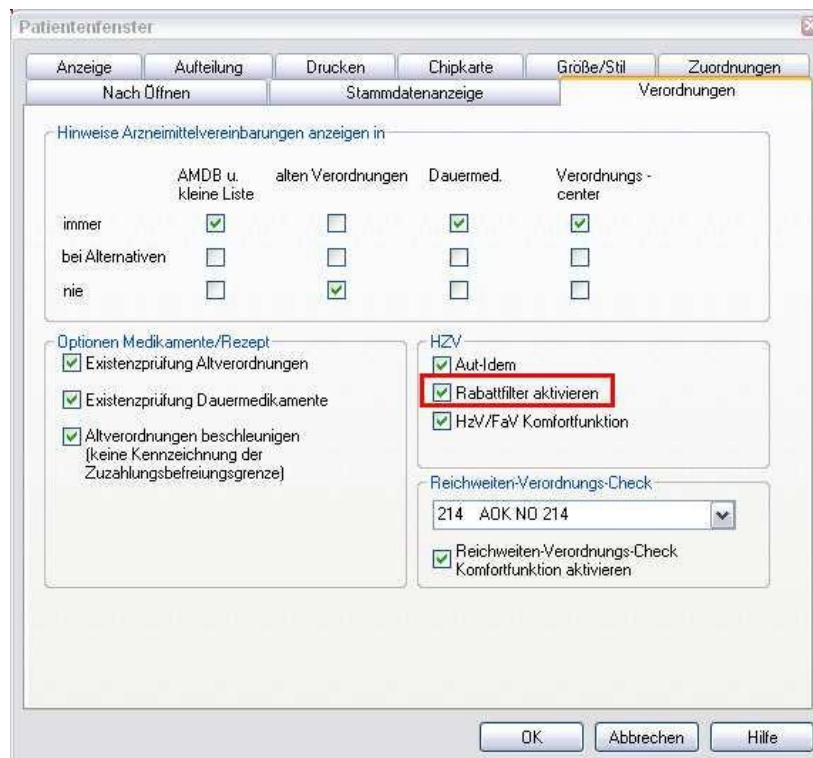 Patientenfenster
Anzeige Aufteilung Drucken Chipkarte Größe/Stil Zuordnungen
Nach Öffnen Stammdatenanzeige Verordnungen
Hinweise Arzneimittelvereinbarungen anzeigen in
AMDB u. kleine Liste alten Verordnungen Dauermed. Verordnungs - center
immer
bei Alternativen
nie
Optionen Medikamente/Rezept
Existenzprüfung Altverordnungen
Existenzprüfung Dauermedikamente
Altverordnungen beschleunigen
(keine Kennzeichnung der
Zuzahlungsbefreiungsgrenze)
HZV
Aut-Idem
Rabattfilter aktivieren
HzV/FaV Komfortfunktion
Reichweiten-Verordnungs-Check
214 AOK NO 214
Reichweiten-Verordnungs-Check
Komfortfunktion aktivieren
OK Abbrechen Hilfe